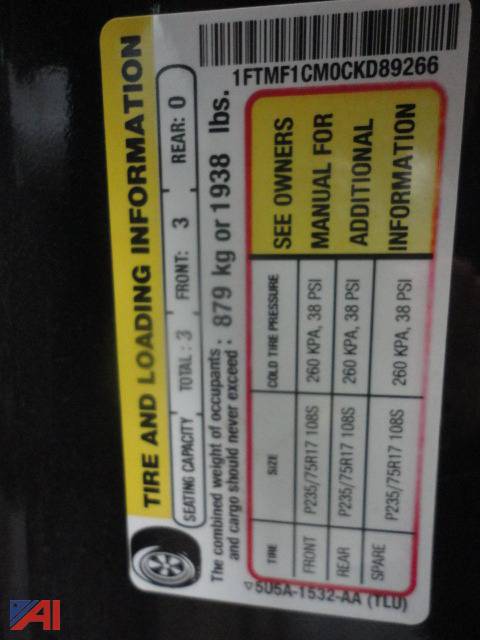 TIRE AND LOADING INFORMATION
SEATING CAPACITY TOTAL : 3 FRONT: 3 REAR: 0
The combined weight of occupants and cargo should never exceed : 879 kg or 1938 lbs.
TIRE SIZE COLD TIRE PRESSURE
FRONT P235/75R17 108S 260 KPA, 38 PSI
REAR P235/75R17 108S 260 KPA, 38 PSI
SPARE P235/75R17 108S 260 KPA, 38 PSI
SEE OWNERS
MANUAL FOR
ADDITIONAL
INFORMATION
5U5A-1532-AA (TLU)
1FTMF1CM0CKD89266
AI